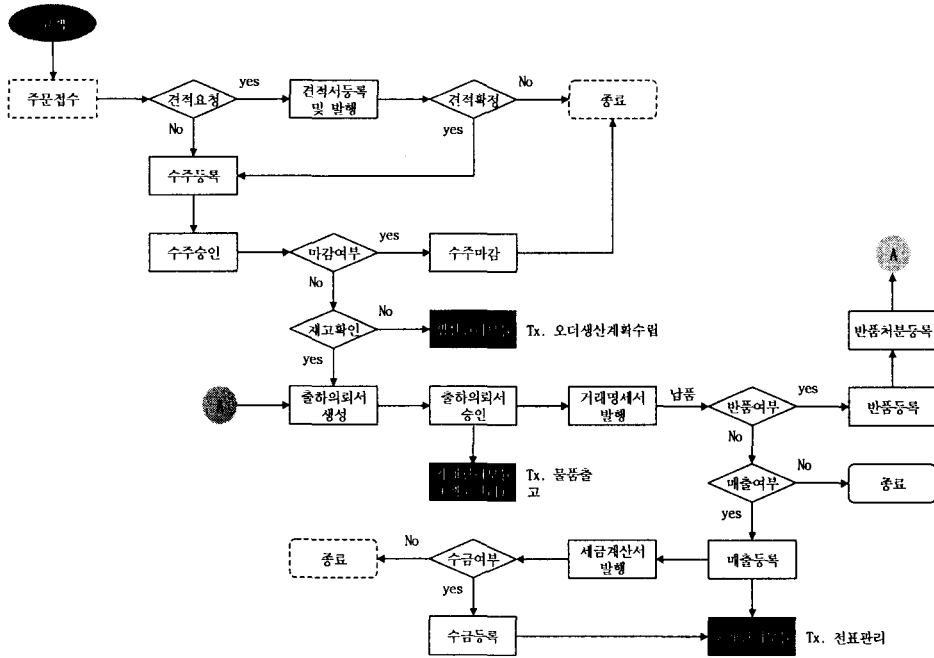 고객
주문접수
견적요청
yes
견적서등록
및 발행
견적확정
No
종료
No
yes
수주등록
수주승인
마감여부
yes
수주마감
No
재고확인
No
Tx. 오더생산계획수립
yes
A
반품처분등록
A
출하의뢰서
생성
출하의뢰서
승인
거래명세서
발행
납품
반품여부
yes
반품등록
No
Tx. 물품출
고
매출여부
No
종료
yes
종료
No
수금여부
세금계산서
발행
매출등록
yes
수금등록
Tx. 전표관리